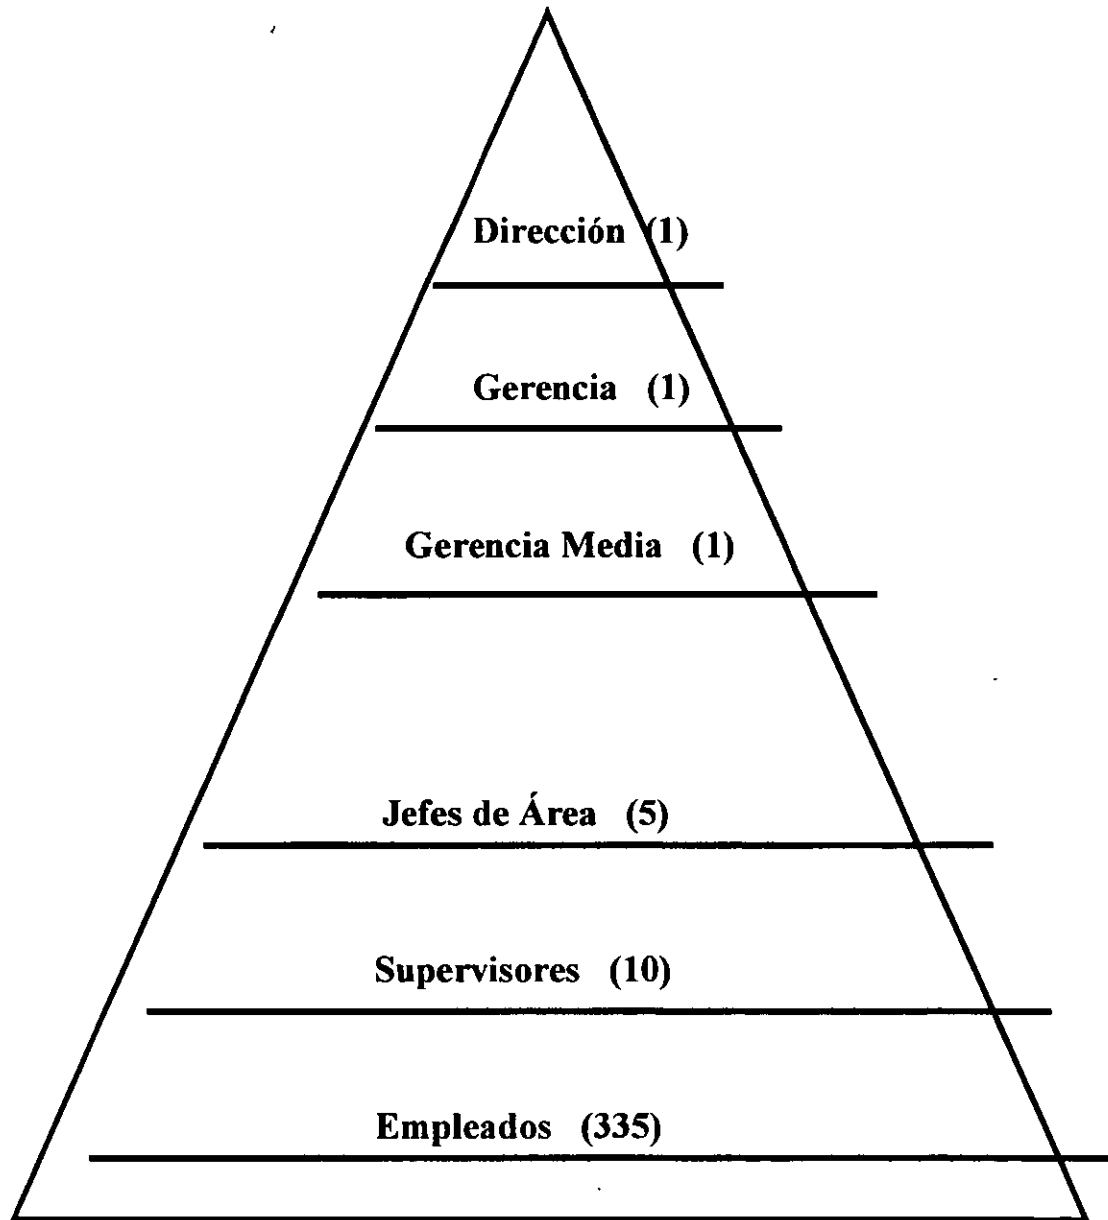 Dirección (1)
Gerencia (1)
Gerencia Media (1)
Jefes de Área (5)
Supervisores (10)
Empleados (335)